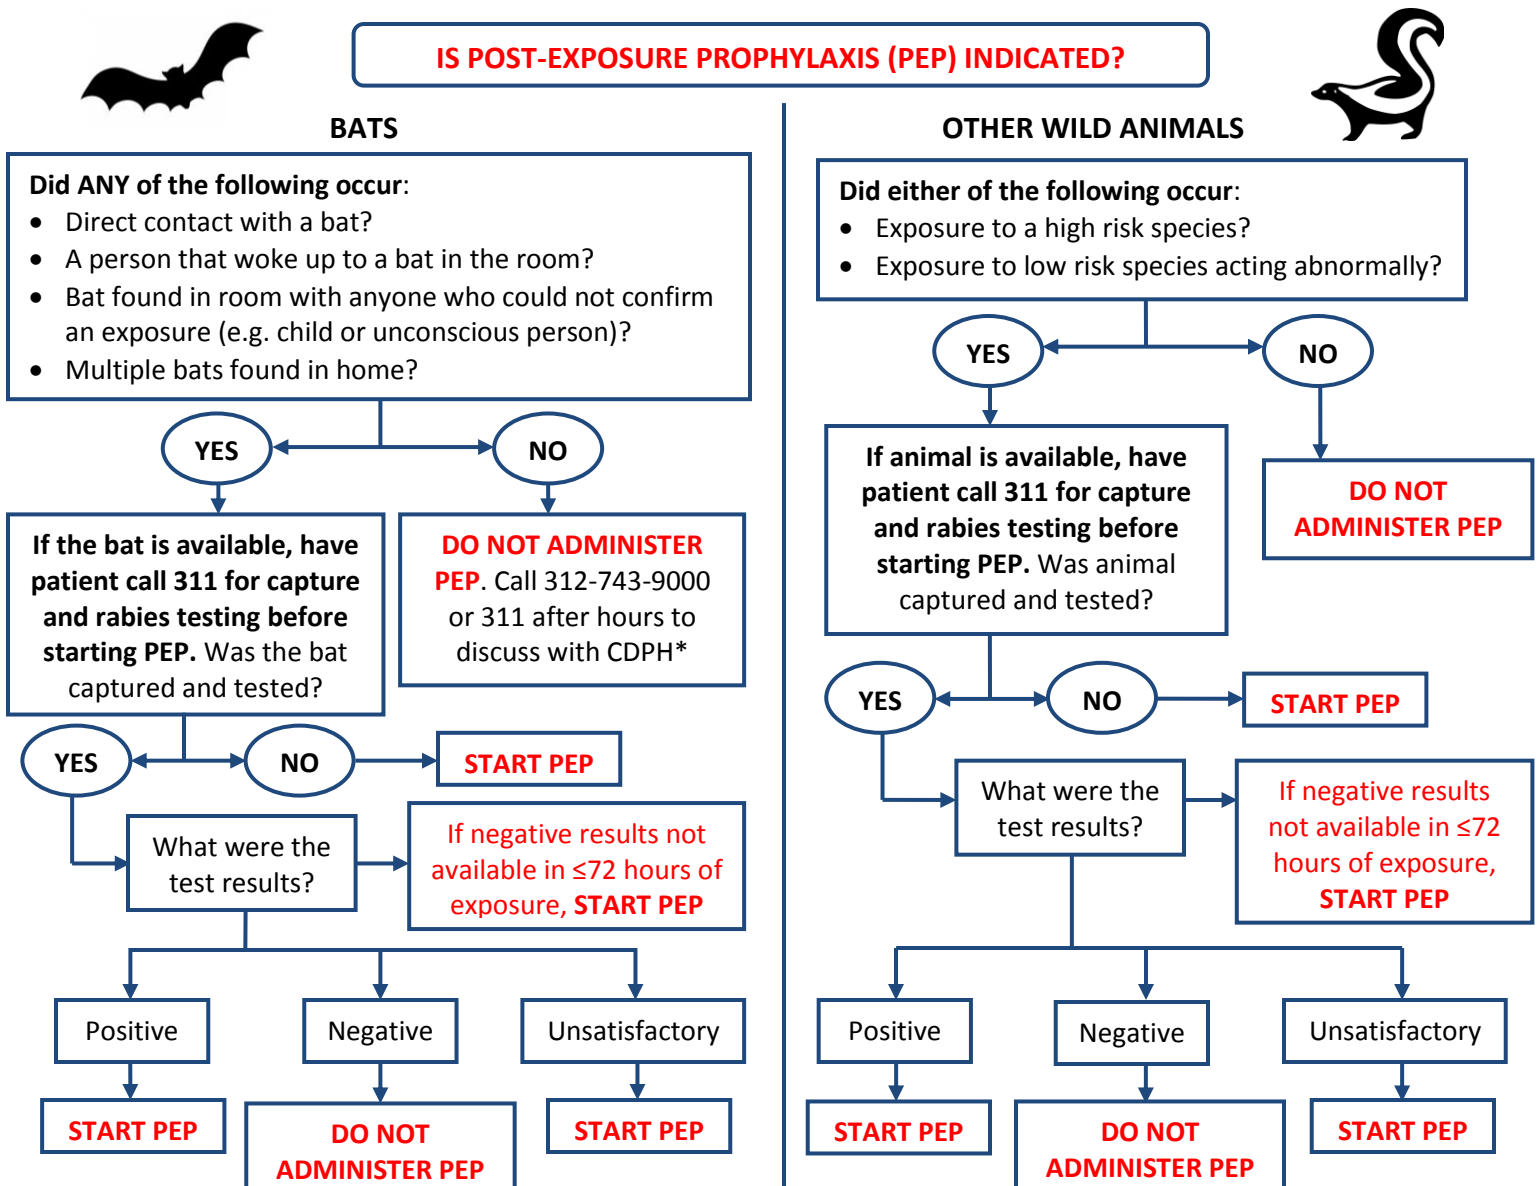 IS POST-EXPOSURE PROPHYLAXIS (PEP) INDICATED?
BATS
Did ANY of the following occur:
• Direct contact with a bat?
• A person that woke up to a bat in the room?
• Bat found in room with anyone who could not confirm
an exposure (e.g. child or unconscious person)?
• Multiple bats found in home?
YES
NO
If the bat is available, have
patient call 311 for capture
and rabies testing before
starting PEP. Was the bat
captured and tested?
DO NOT ADMINISTER
PEP. Call 312-743-9000
or 311 after hours to
discuss with CDPH*
YES
NO
START PEP
What were the
test results?
If negative results not
available in ≤72 hours of
exposure, START PEP
Positive
Negative
Unsatisfactory
START PEP
DO NOT
ADMINISTER PEP
START PEP
OTHER WILD ANIMALS
Did either of the following occur:
• Exposure to a high risk species?
• Exposure to low risk species acting abnormally?
YES
NO
If animal is available, have
patient call 311 for capture
and rabies testing before
starting PEP. Was animal
captured and tested?
DO NOT
ADMINISTER PEP
YES
NO
START PEP
What were the
test results?
If negative results
not available in ≤72
hours of exposure,
START PEP
Positive
Negative
Unsatisfactory
START PEP
DO NOT
ADMINISTER PEP
START PEP